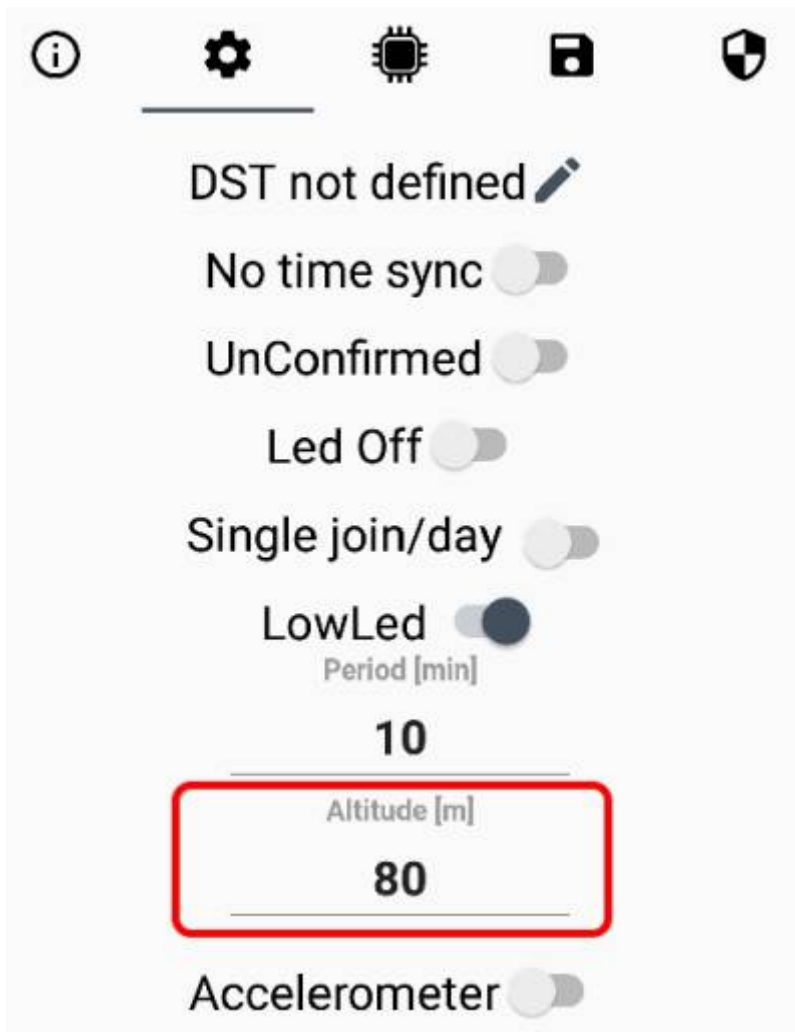 DST not defined
No time sync
UnConfirmed
Led Off
Single join/day
LowLed
Period [min]
10
Altitude [m]
80
Accelerometer